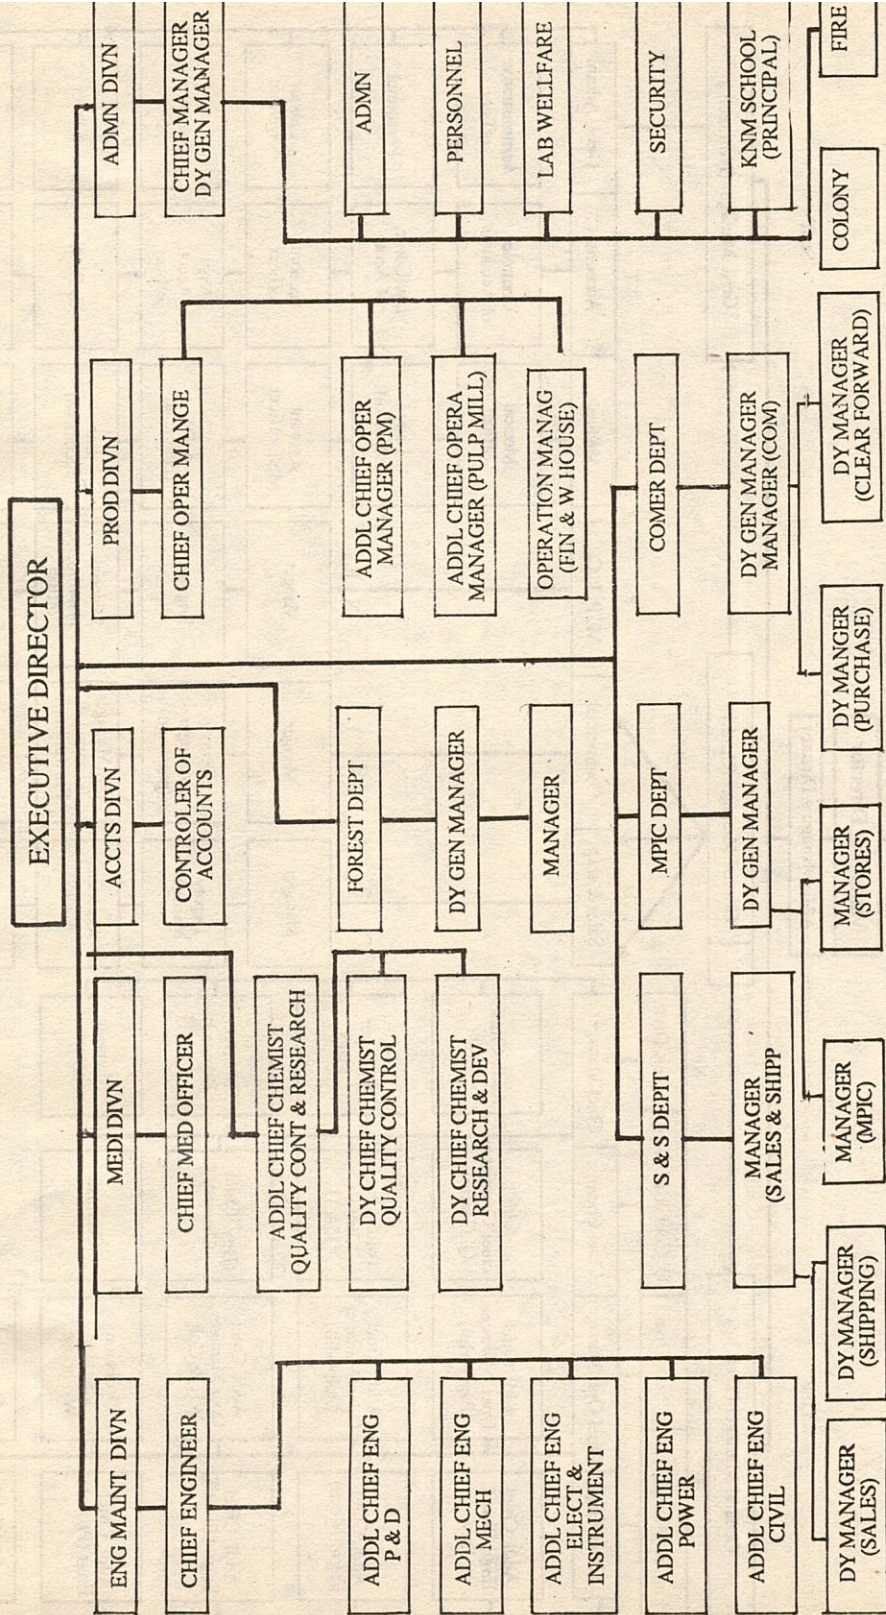 EXECUTIVE DIRECTOR
ENG MAINT DIVN
MEDI DIVN
ACCTS DIVN
PROD DIVN
ADMN DIVN
CHIEF ENGINEER
CHIEF MED OFFICER
CONTROLER OF
ACCOUNTS
CHIEF OPER MANGE
CHIEF MANAGER
DY GEN MANAGER
ADDL CHIEF CHEMIST
QUALITY CONT & RESEARCH
ADDL CHIEF ENG
P & D
DY CHIEF CHEMIST
QUALITY CONTROL
FOREST DEPT
ADDL CHIEF OPER
MANAGER (PM)
ADMN
ADDL CHIEF ENG
MECH
DY CHIEF CHEMIST
RESEARCH & DEV
DY GEN MANAGER
ADDL CHIEF OPERA
MANAGER (PULP MILL)
PERSONNEL
ADDL CHIEF ENG
ELECT &
INSTRUMENT
MANAGER
OPERATION MANAG
(FIN & W HOUSE)
LAB WELLFARE
ADDL CHIEF ENG
POWER
S & S DEPIT
MPIC DEPT
COMER DEPT
SECURITY
ADDL CHIEF ENG
CIVIL
MANAGER
(SALES & SHIPP
DY GEN MANAGER
DY GEN MANAGER
MANAGER (COM)
KNM SCHOOL
(PRINCIPAL)
DY MANAGER
(SALES)
DY MANAGER
(SHIPPING)
MANAGER
(MPIC)
MANAGER
(STORES)
DY MANGER
(PURCHASE)
DY MANAGER
(CLEAR FORWARD)
COLONY
FIRE